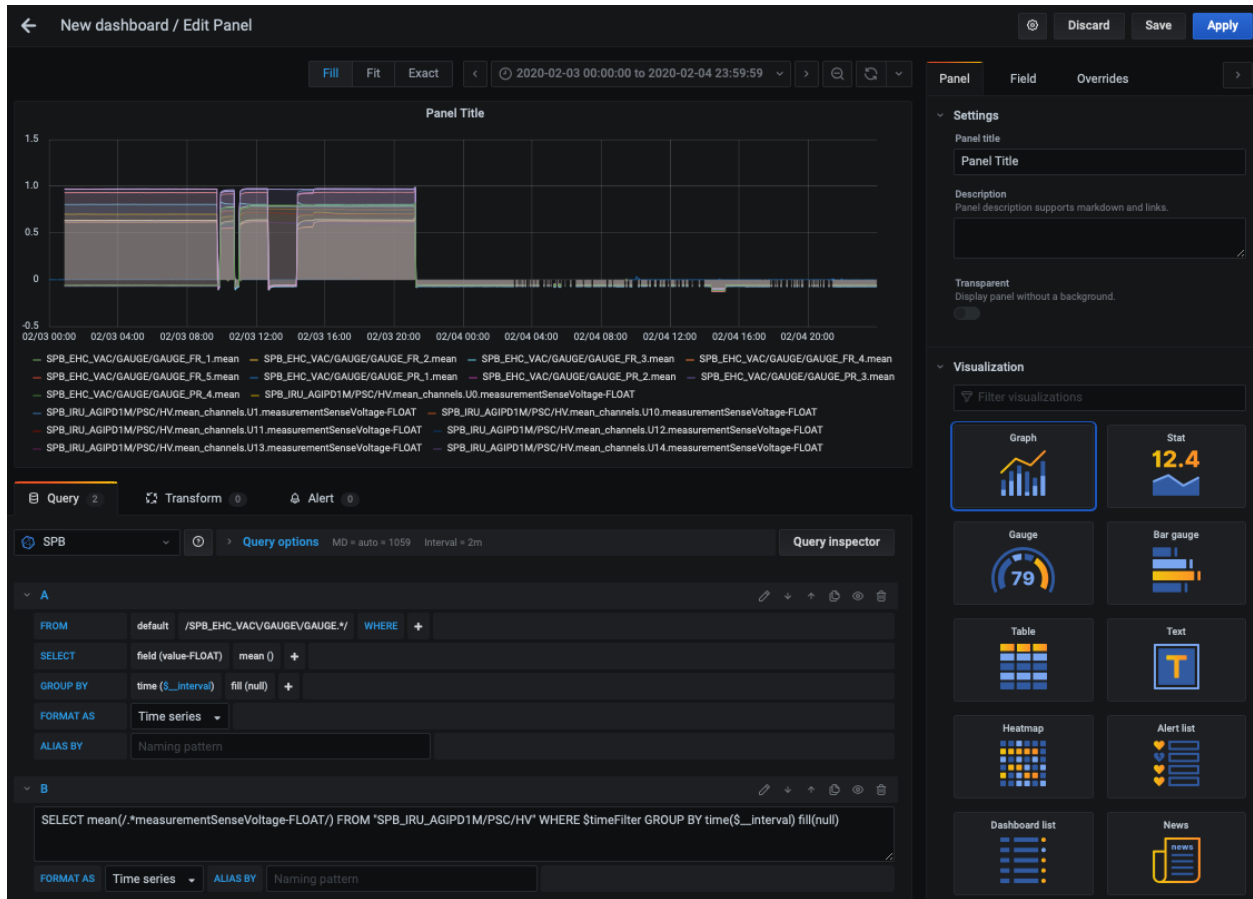 New dashboard / Edit Panel
Discard
Save
Apply
Fill
Fit
Exact
2020-02-03 00:00:00 to 2020-02-04 23:59:59
Panel Title
1.5
1.0
0.5
0
-0.5
02/03 00:00 02/03 04:00 02/03 08:00 02/03 12:00 02/03 16:00 02/03 20:00 02/04 00:00 02/04 04:00 02/04 08:00 02/04 12:00 02/04 16:00 02/04 20:00
SPB_EHC_VAC/GAUGE/GAUGE_FR_1.mean SPB_EHC_VAC/GAUGE/GAUGE_FR_2.mean SPB_EHC_VAC/GAUGE/GAUGE_FR_3.mean SPB_EHC_VAC/GAUGE/GAUGE_FR_4.mean
SPB_EHC_VAC/GAUGE/GAUGE_FR_5.mean SPB_EHC_VAC/GAUGE/GAUGE_PR_1.mean SPB_EHC_VAC/GAUGE/GAUGE_PR_2.mean SPB_EHC_VAC/GAUGE/GAUGE_PR_3.mean
SPB_EHC_VAC/GAUGE/GAUGE_PR_4.mean SPB_IRU_AGIPD1M/PSC/HV.mean_channels.U0.measurementSenseVoltage-FLOAT
SPB_IRU_AGIPD1M/PSC/HV.mean_channels.U1.measurementSenseVoltage-FLOAT SPB_IRU_AGIPD1M/PSC/HV.mean_channels.U10.measurementSenseVoltage-FLOAT
SPB_IRU_AGIPD1M/PSC/HV.mean_channels.U11.measurementSenseVoltage-FLOAT SPB_IRU_AGIPD1M/PSC/HV.mean_channels.U12.measurementSenseVoltage-FLOAT
SPB_IRU_AGIPD1M/PSC/HV.mean_channels.U13.measurementSenseVoltage-FLOAT SPB_IRU_AGIPD1M/PSC/HV.mean_channels.U14.measurementSenseVoltage-FLOAT
Query 2
Transform 0
Alert 0
SPB
Query options MD = auto = 1059 Interval = 2m
Query inspector
A
FROM default /SPB_EHC_VAC\/GAUGE\/GAUGE.*/ WHERE +
SELECT field (value-FLOAT) mean () +
GROUP BY time ($__interval) fill (null) +
FORMAT AS Time series
ALIAS BY Naming pattern
B
SELECT mean(/.*measurementSenseVoltage-FLOAT/) FROM "SPB_IRU_AGIPD1M/PSC/HV" WHERE $timeFilter GROUP BY time($__interval) fill(null)
FORMAT AS Time series ALIAS BY Naming pattern
Panel
Field
Overrides
Settings
Panel title
Panel Title
Description
Panel description supports markdown and links.
Transparent
Display panel without a background.
Visualization
Filter visualizations
Graph
Stat
12.4
Gauge
79
Bar gauge
Table
Text
T
Heatmap
Alert list
Dashboard list
News
news